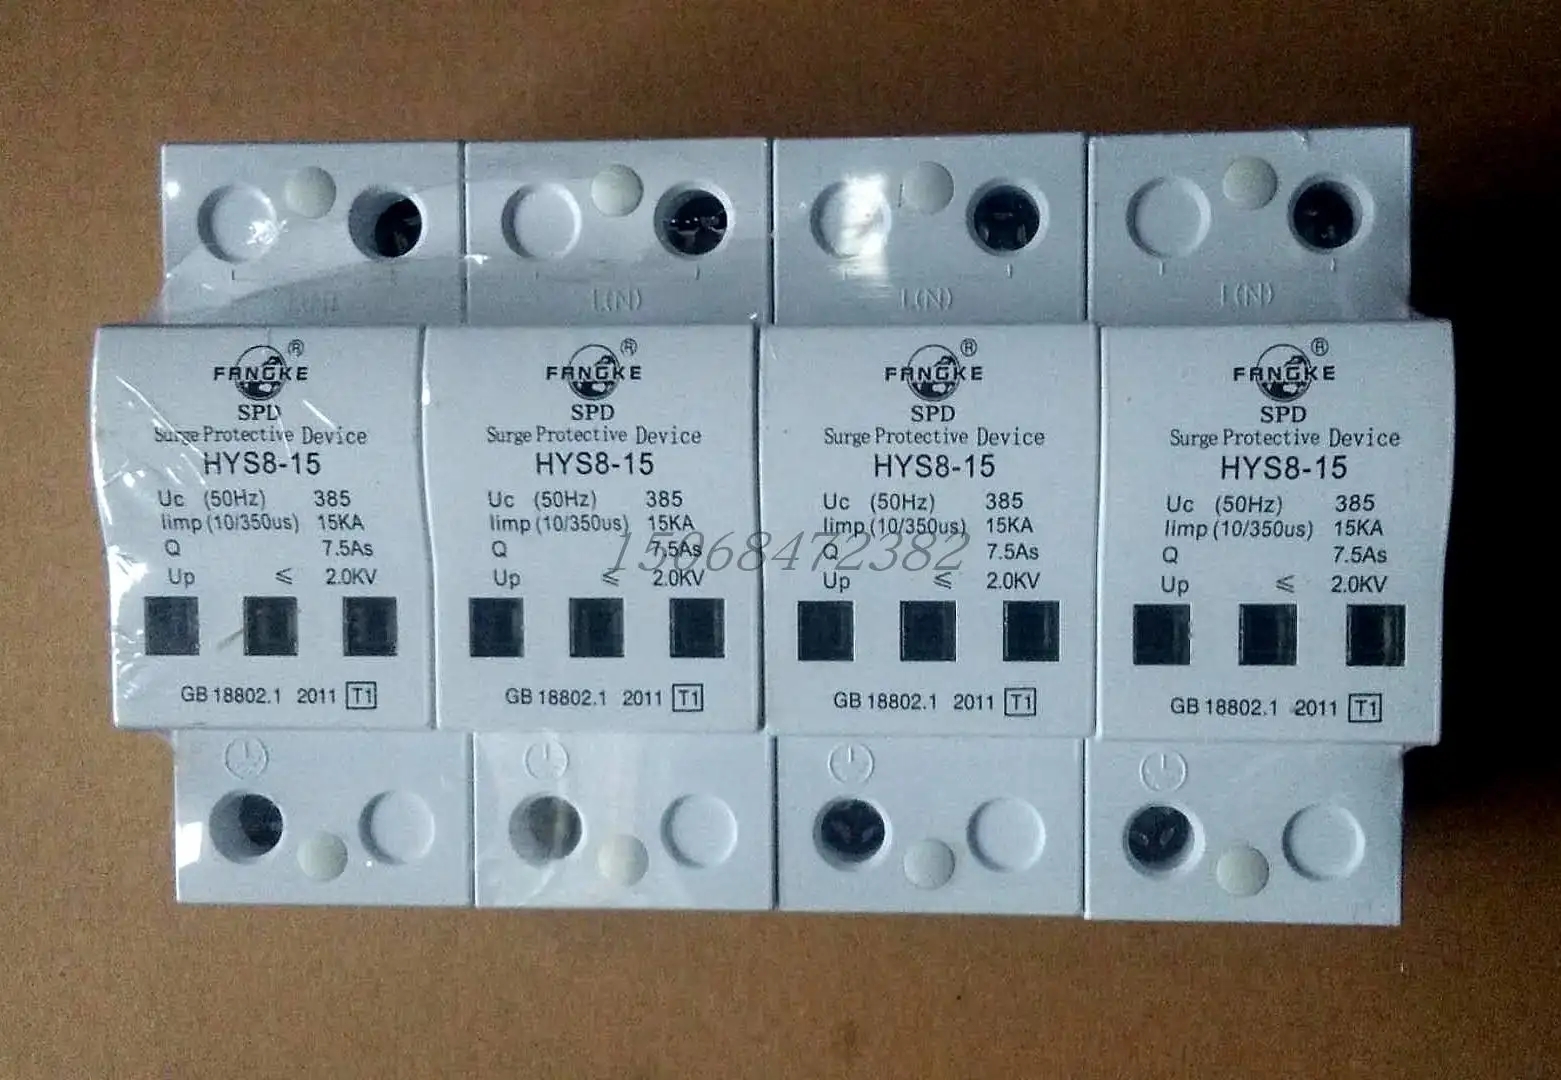 L(N) L(N) L(N) L(N)
FANGKE® FANGKE® FANGKE® FANGKE®
SPD SPD SPD SPD
Surge Protective Device Surge Protective Device Surge Protective Device Surge Protective Device
HYS8-15 HYS8-15 HYS8-15 HYS8-15
Uc (50Hz) 385 Uc (50Hz) 385 Uc (50Hz) 385 Uc (50Hz) 385
Iimp (10/350us) 15KA Iimp (10/350us) 15KA Iimp (10/350us) 15KA Iimp (10/350us) 15KA
Q 7.5As Q 7.5As Q 7.5As Q 7.5As
15068472382
Up ≤ 2.0KV Up ≤ 2.0KV Up ≤ 2.0KV Up ≤ 2.0KV
GB 18802.1 2011 T1 GB 18802.1 2011 T1 GB 18802.1 2011 T1 GB 18802.1 2011 T1